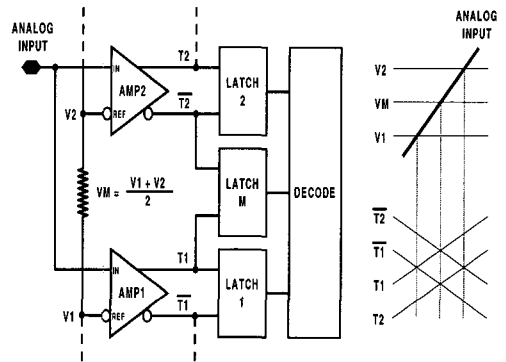 ANALOG
INPUT
IN
AMP2
REF
V2
T2
T2
LATCH
2
VM = V1 + V2
2
LATCH
M
DECODE
IN
AMP1
REF
V1
T1
T1
LATCH
1
ANALOG
INPUT
V2
VM
V1
T2
T1
T1
T2